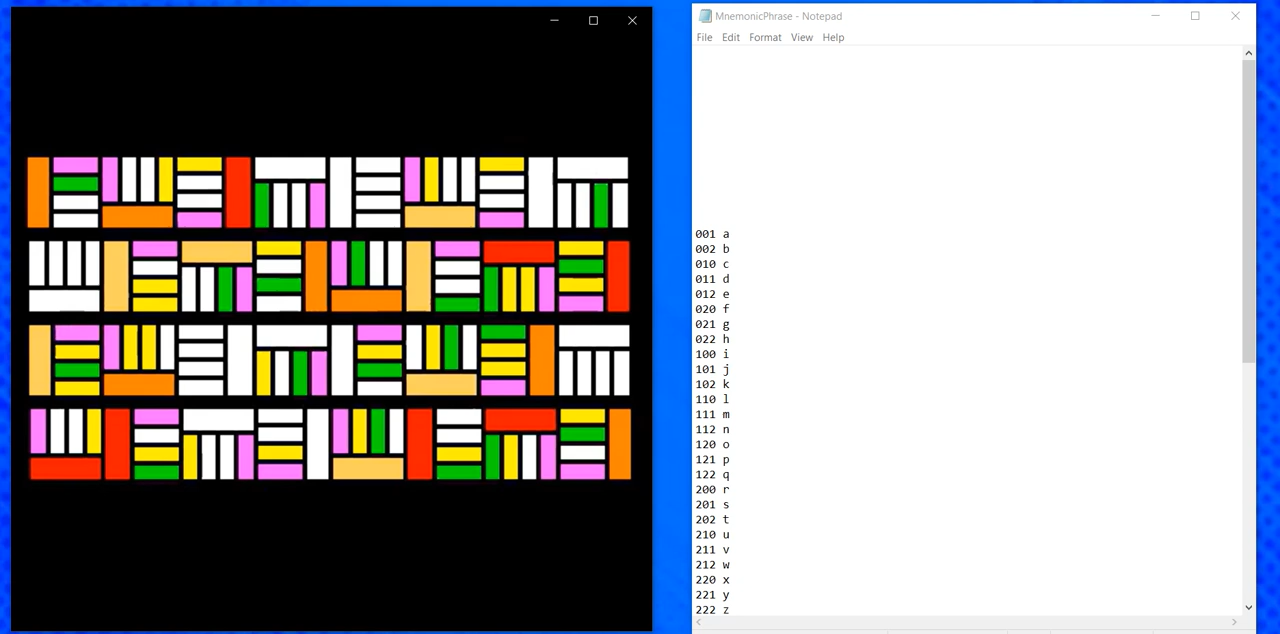 MnemonicPhrase - Notepad
File Edit Format View Help
001 a
002 b
010 c
011 d
012 e
020 f
021 g
022 h
100 i
101 j
102 k
110 l
111 m
112 n
120 o
121 p
122 q
200 r
201 s
202 t
210 u
211 v
212 w
220 x
221 y
222 z